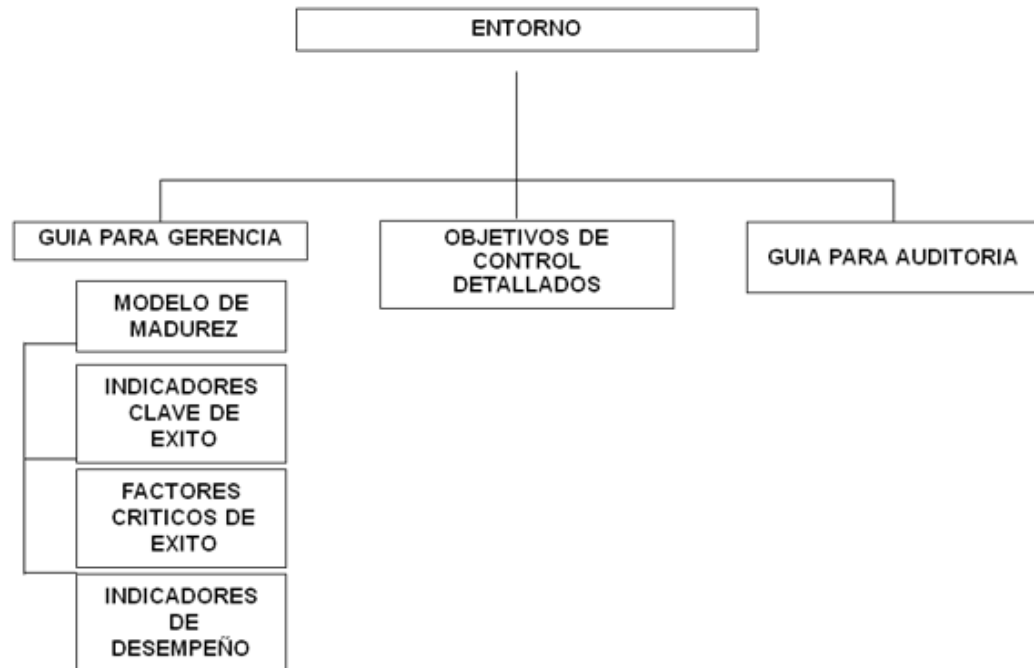 ENTORNO
GUIA PARA GERENCIA
OBJETIVOS DE
CONTROL
DETALLADOS
GUIA PARA AUDITORIA
MODELO DE
MADUREZ
INDICADORES
CLAVE DE
EXITO
FACTORES
CRITICOS DE
EXITO
INDICADORES
DE
DESEMPEÑO